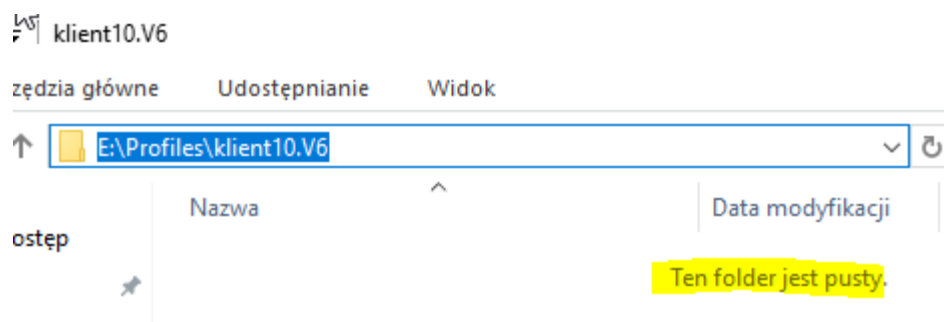 klient10.V6
zędzia główne Udostępnianie Widok
E:\Profiles\klient10.V6
Nazwa Data modyfikacji
ostęp
Ten folder jest pusty.